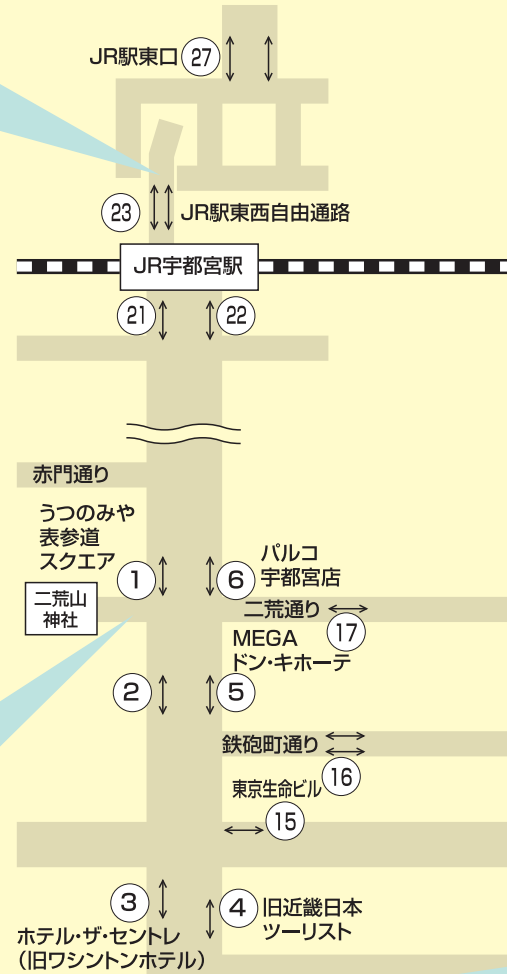 JR駅東口 27
23 JR駅東西自由通路
JR宇都宮駅
21 22
赤門通り
うつのみや
表参道
スクエア
1
6
パルコ
宇都宮店
二荒山
神社
二荒通り
17
MEGA
ドン・キホーテ
2
5
鉄砲町通り
16
東京生命ビル
15
3
ホテル・ザ・セントレ
(旧ワシントンホテル)
4
旧近畿日本
ツーリスト